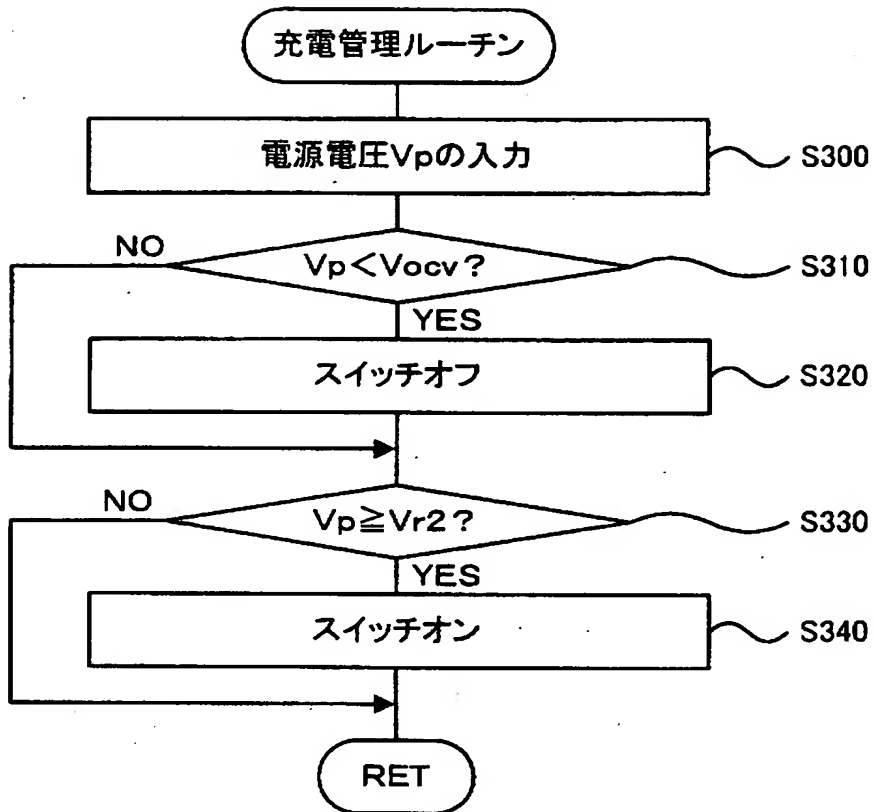 充電管理ルーチン
電源電圧Vpの入力
S300
NO
Vp<Vocv?
S310
YES
スイッチオフ
S320
NO
Vp≧Vr2?
S330
YES
スイッチオン
S340
RET